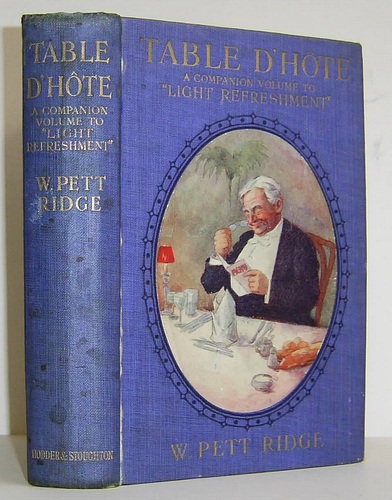 TABLE
D'HÔTE
A COMPANION
VOLUME TO
"LIGHT
REFRESHMENT"
W. PETT
RIDGE
HODDER & STOUGHTON
TABLE D'HÔTE
A COMPANION VOLUME TO
"LIGHT REFRESHMENT"
W. PETT RIDGE